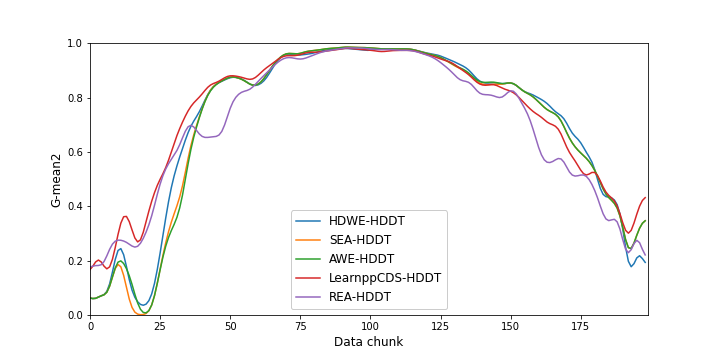 1.0
0.8
0.6
0.4
0.2
0.0
G-mean2
0
25
50
75
100
125
150
175
Data chunk
HDWE-HDDT
SEA-HDDT
AWE-HDDT
LearnppCDS-HDDT
REA-HDDT